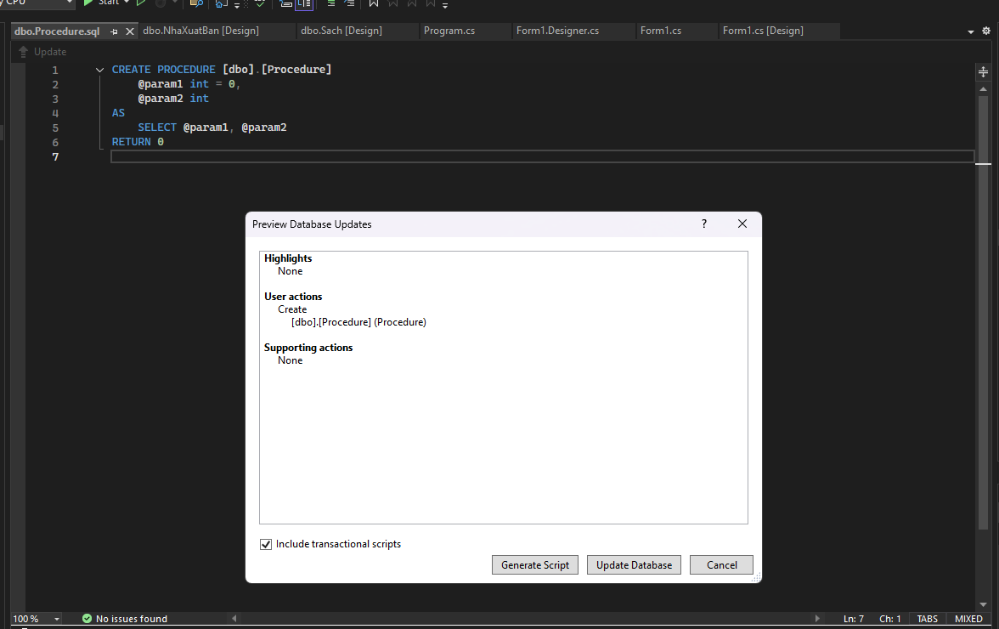 CPU Start
dbo.Procedure.sql dbo.NhaXuatBan [Design] dbo.Sach [Design] Program.cs Form1.Designer.cs Form1.cs Form1.cs [Design]
Update
1 CREATE PROCEDURE [dbo].[Procedure]
2 @param1 int = 0,
3 @param2 int
4 AS
5 SELECT @param1, @param2
6 RETURN 0
7
Preview Database Updates ?
Highlights
None
User actions
Create
[dbo].[Procedure] (Procedure)
Supporting actions
None
Include transactional scripts
Generate Script Update Database Cancel
100 % No issues found Ln: 7 Ch: 1 TABS MIXED